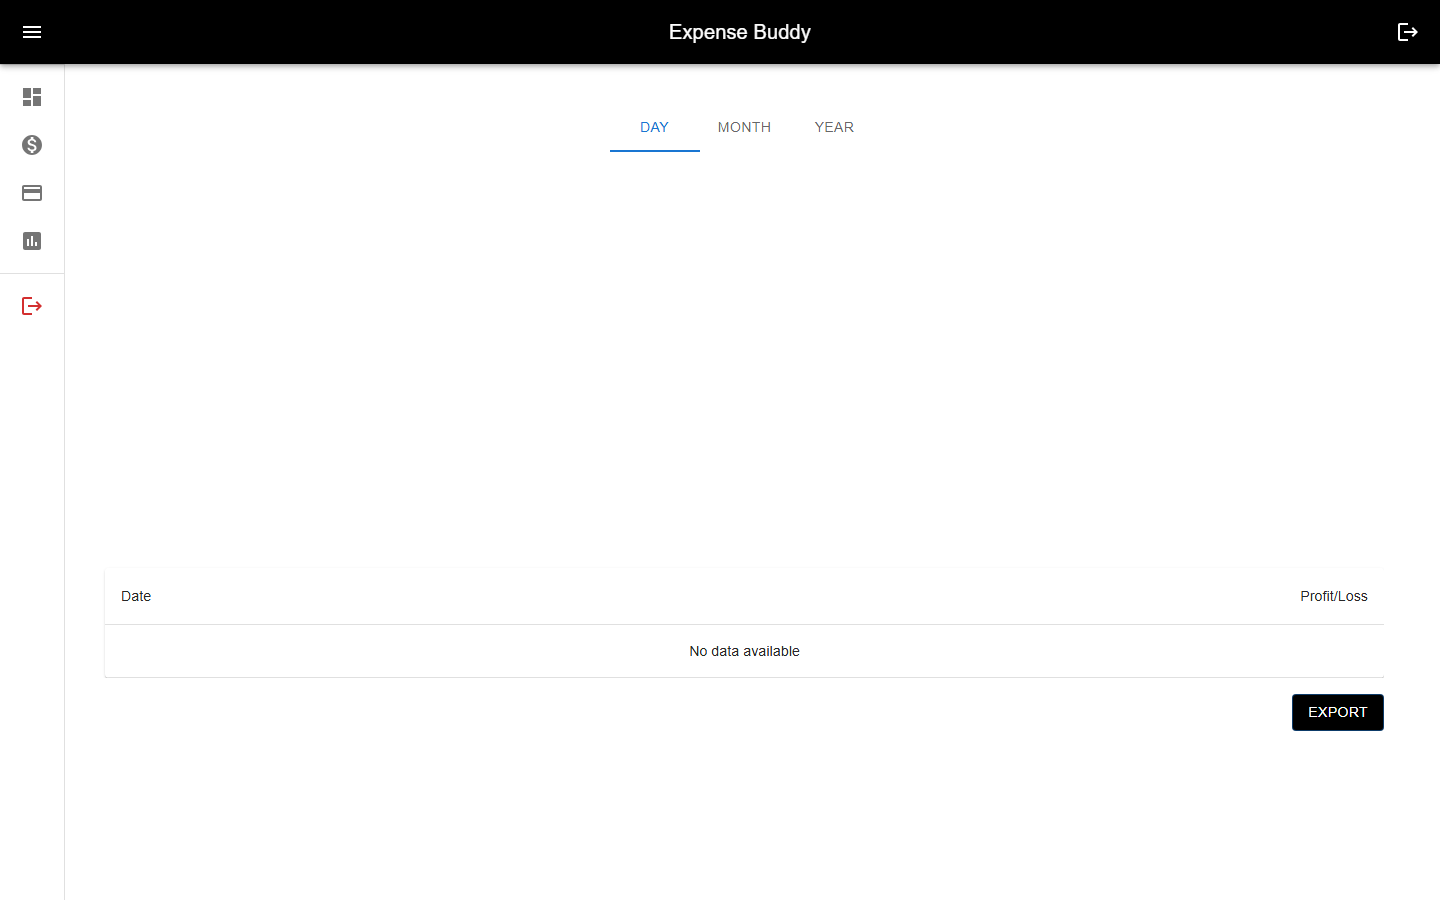 Expense Buddy
DAY MONTH YEAR
Date Profit/Loss
No data available
EXPORT